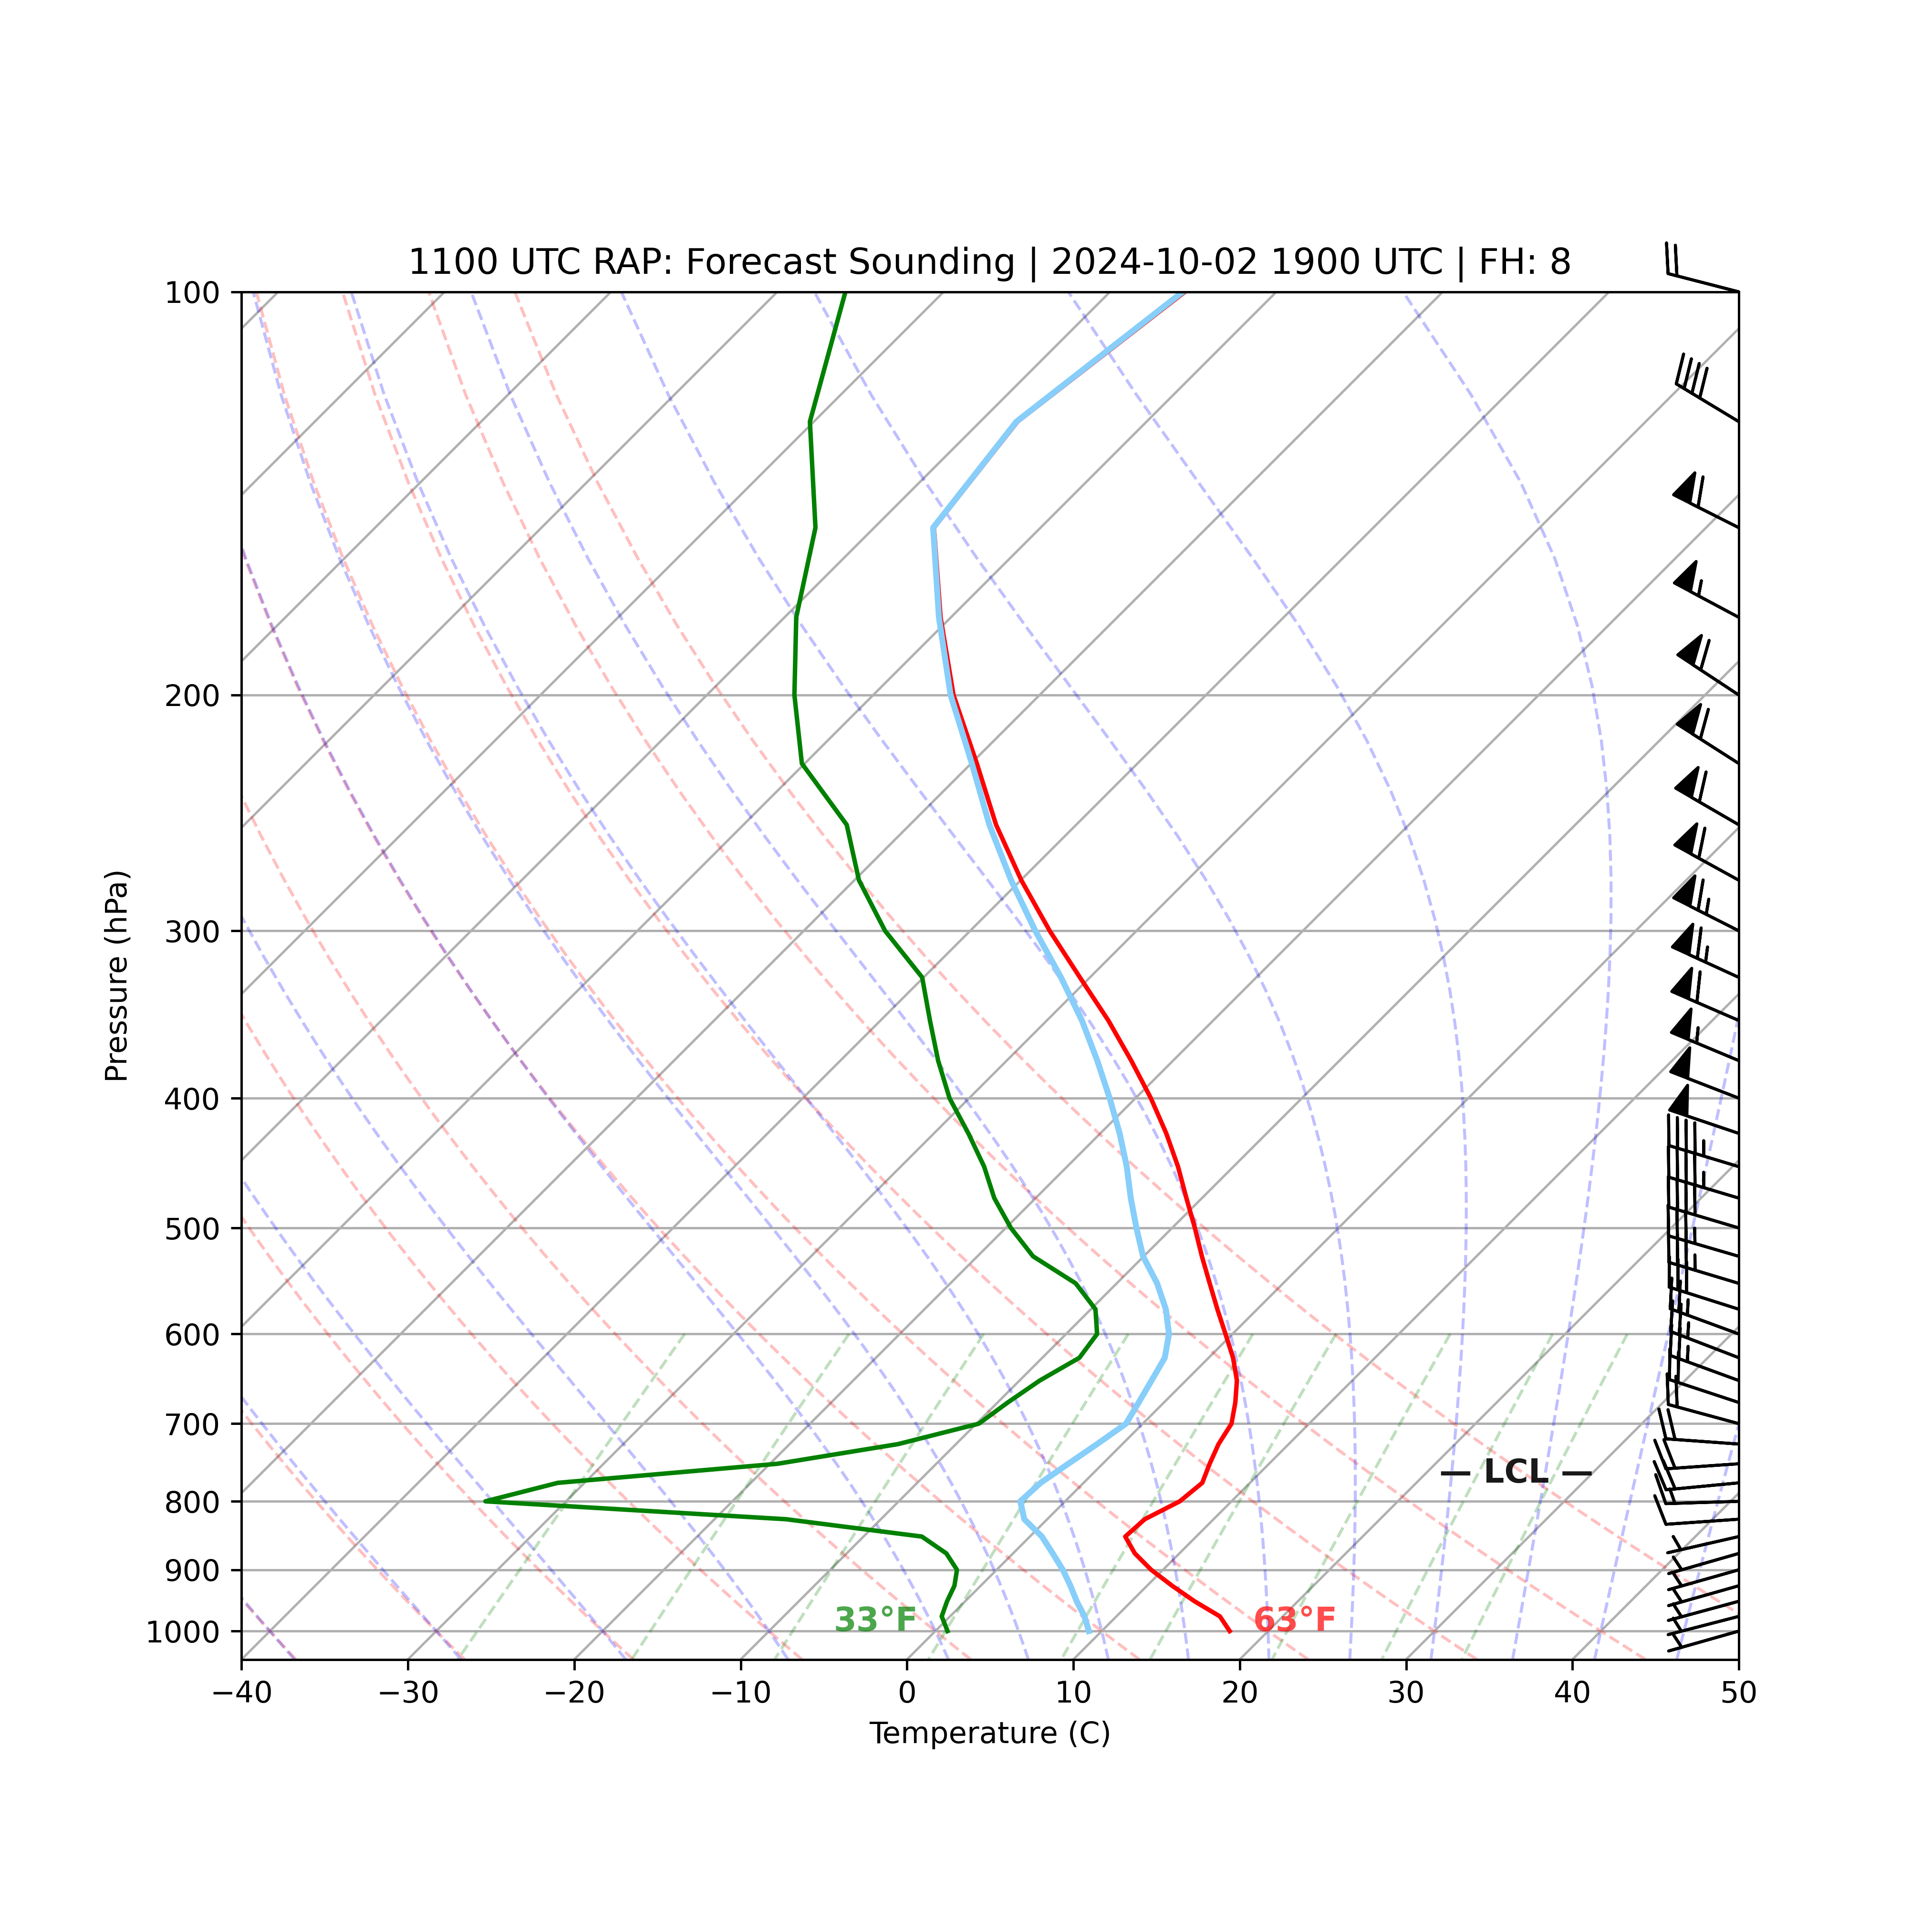 1100 UTC RAP: Forecast Sounding | 2024-10-02 1900 UTC | FH: 8
100
200
300
400
500
600
700
800
900
1000
Pressure (hPa)
— LCL —
33°F
63°F
−40 −30 −20 −10 0 10 20 30 40 50
Temperature (C)